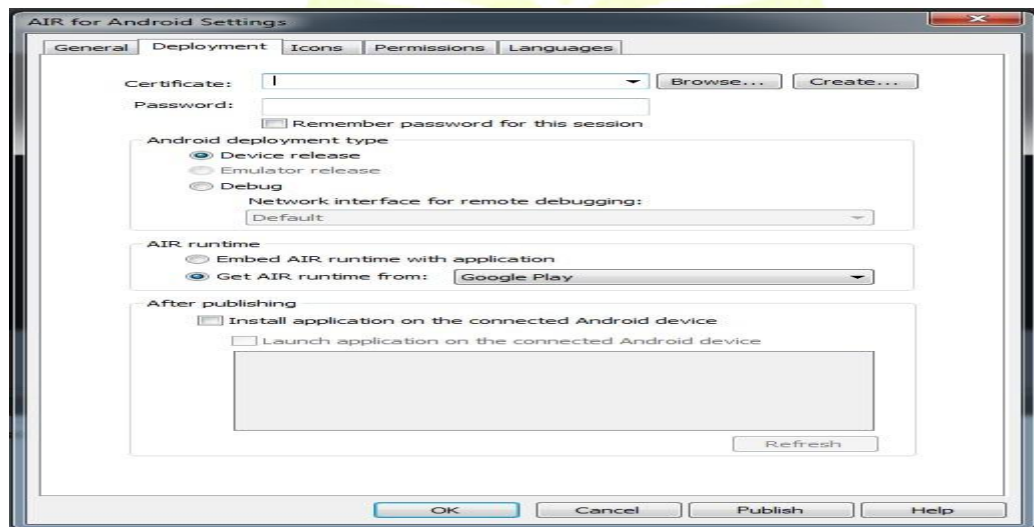 AIR for Android Settings
General Deployment Icons Permissions Languages
Certificate: Browse... Create...
Password:
Remember password for this session
Android deployment type
Device release
Emulator release
Debug
Network interface for remote debugging:
Default
AIR runtime
Embed AIR runtime with application
Get AIR runtime from: Google Play
After publishing
Install application on the connected Android device
Launch application on the connected Android device
Refresh
OK Cancel Publish Help